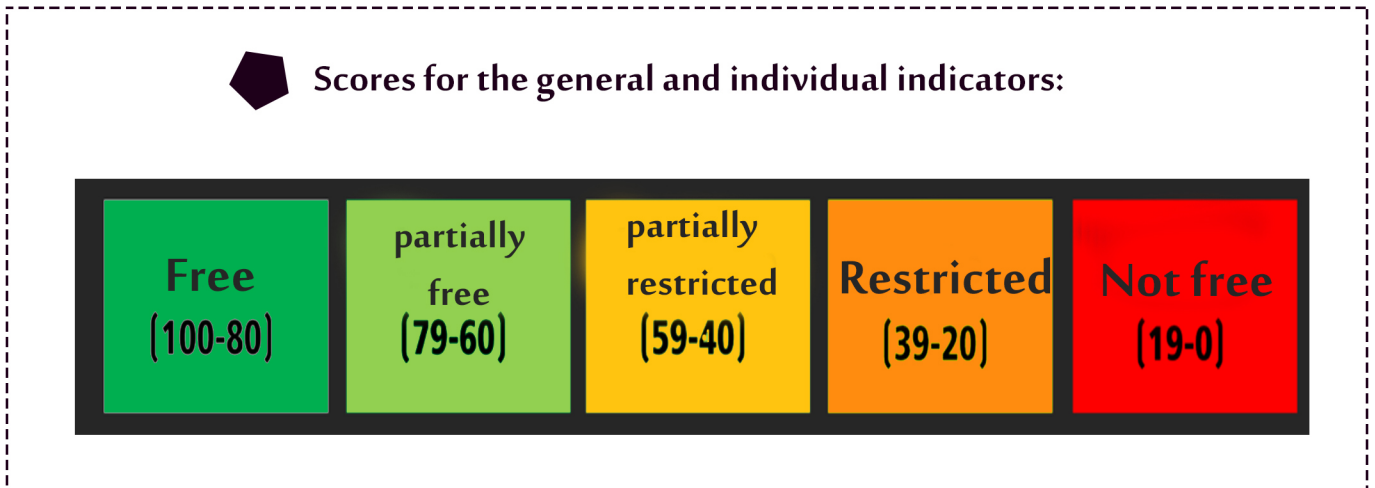 Scores for the general and individual indicators:
Free
(100-80)
partially
free
(79-60)
partially
restricted
(59-40)
Restricted
(39-20)
Not free
(19-0)